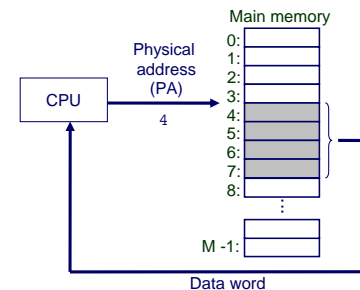 Main memory
0:
Physical
address
(PA)
1:
2:
3:
CPU
4
4:
5:
6:
7:
8:
...
M -1:
Data word